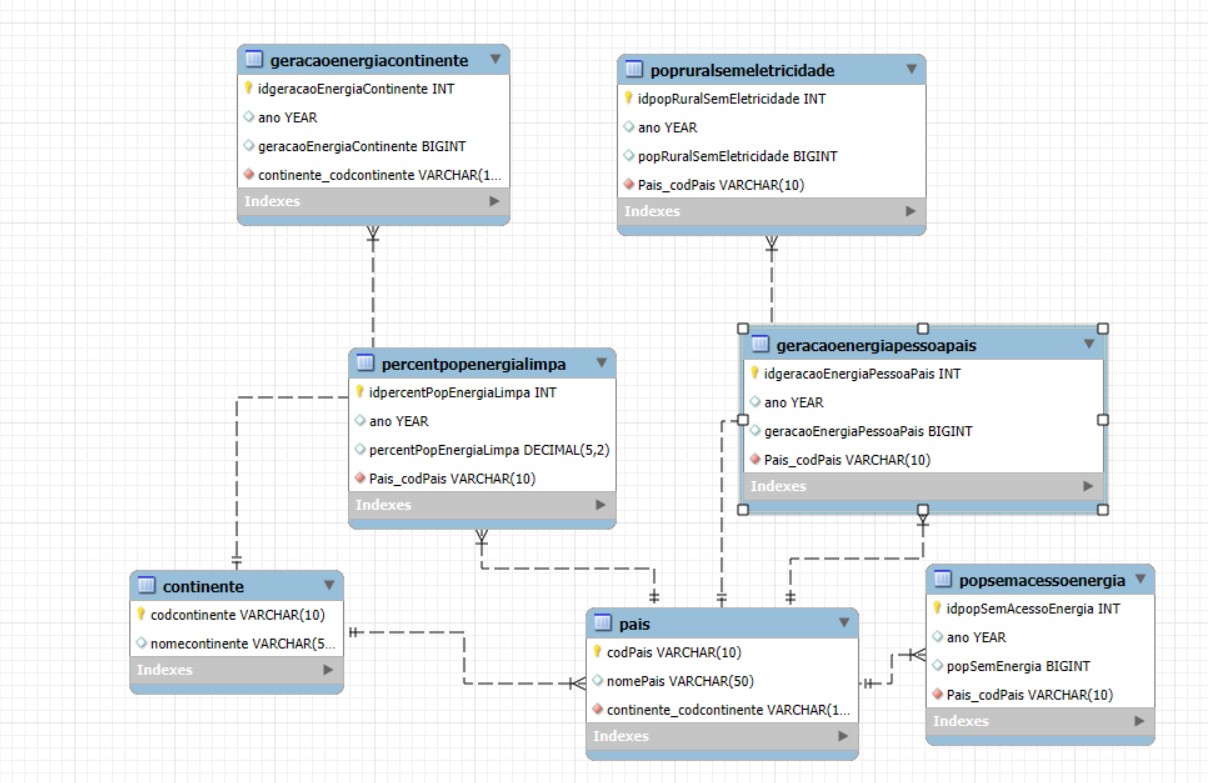 geracaoenergiacontinente
idgeracaoEnergiaContinente INT
ano YEAR
geracaoEnergiaContinente BIGINT
continente_codcontinente VARCHAR(1...
Indexes
popruralsemeletricidade
idpopRuralSemEletricidade INT
ano YEAR
popRuralSemEletricidade BIGINT
Pais_codPais VARCHAR(10)
Indexes
percentpopenergialimpa
idpercentPopEnergiaLimpa INT
ano YEAR
percentPopEnergiaLimpa DECIMAL(5,2)
Pais_codPais VARCHAR(10)
Indexes
geracaoenergiapessoapais
idgeracaoEnergiaPessoaPais INT
ano YEAR
geracaoEnergiaPessoaPais BIGINT
Pais_codPais VARCHAR(10)
Indexes
continente
codcontinente VARCHAR(10)
nomecontinente VARCHAR(5...
Indexes
pais
codPais VARCHAR(10)
nomePais VARCHAR(50)
continente_codcontinente VARCHAR(1...
Indexes
popsemacessoenergia
idpopSemAcessoEnergia INT
ano YEAR
popSemEnergia BIGINT
Pais_codPais VARCHAR(10)
Indexes